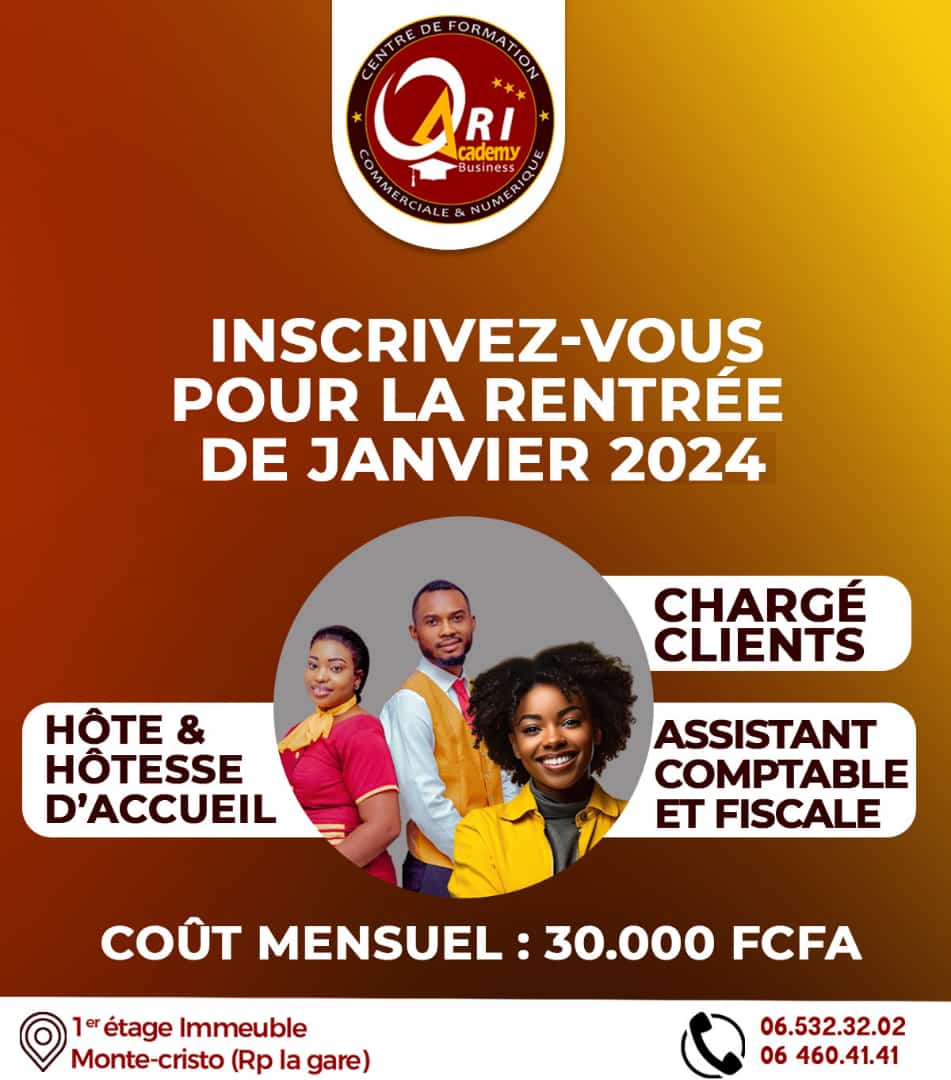 CENTRE DE FORMATION
ORI
Academy
Business
COMMERCIALE & NUMERIQUE
INSCRIVEZ-VOUS
POUR LA RENTRÉE
DE JANVIER 2024
CHARGÉ
CLIENTS
HÔTE &
HÔTESSE
D’ACCUEIL
ASSISTANT
COMPTABLE
ET FISCALE
COÛT MENSUEL : 30.000 FCFA
1er étage Immeuble
Monte-cristo (Rp la gare)
06.532.32.02
06 460.41.41